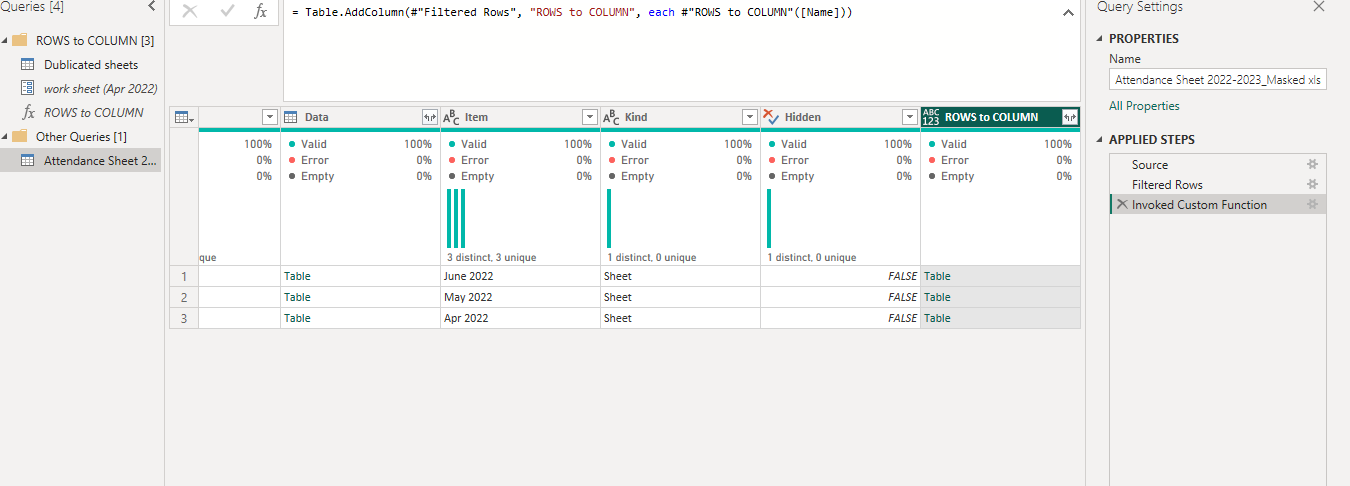 Queries [4]
ROWS to COLUMN [3]
Dublicated sheets
work sheet (Apr 2022)
fx ROWS to COLUMN
Other Queries [1]
Attendance Sheet 2...
fx = Table.AddColumn(#"Filtered Rows", "ROWS to COLUMN", each #"ROWS to COLUMN"([Name]))
Data ABC Item ABC Kind Hidden ABC 123 ROWS to COLUMN
100% Valid 100% Valid 100% Valid 100% Valid 100% Valid 100%
0% Error 0% Error 0% Error 0% Error 0% Error 0%
0% Empty 0% Empty 0% Empty 0% Empty 0% Empty 0%
que 3 distinct, 3 unique 1 distinct, 0 unique 1 distinct, 0 unique
1 Table June 2022 Sheet FALSE Table
2 Table May 2022 Sheet FALSE Table
3 Table Apr 2022 Sheet FALSE Table
Query Settings
PROPERTIES
Name
Attendance Sheet 2022-2023_Masked xls
All Properties
APPLIED STEPS
Source
Filtered Rows
Invoked Custom Function